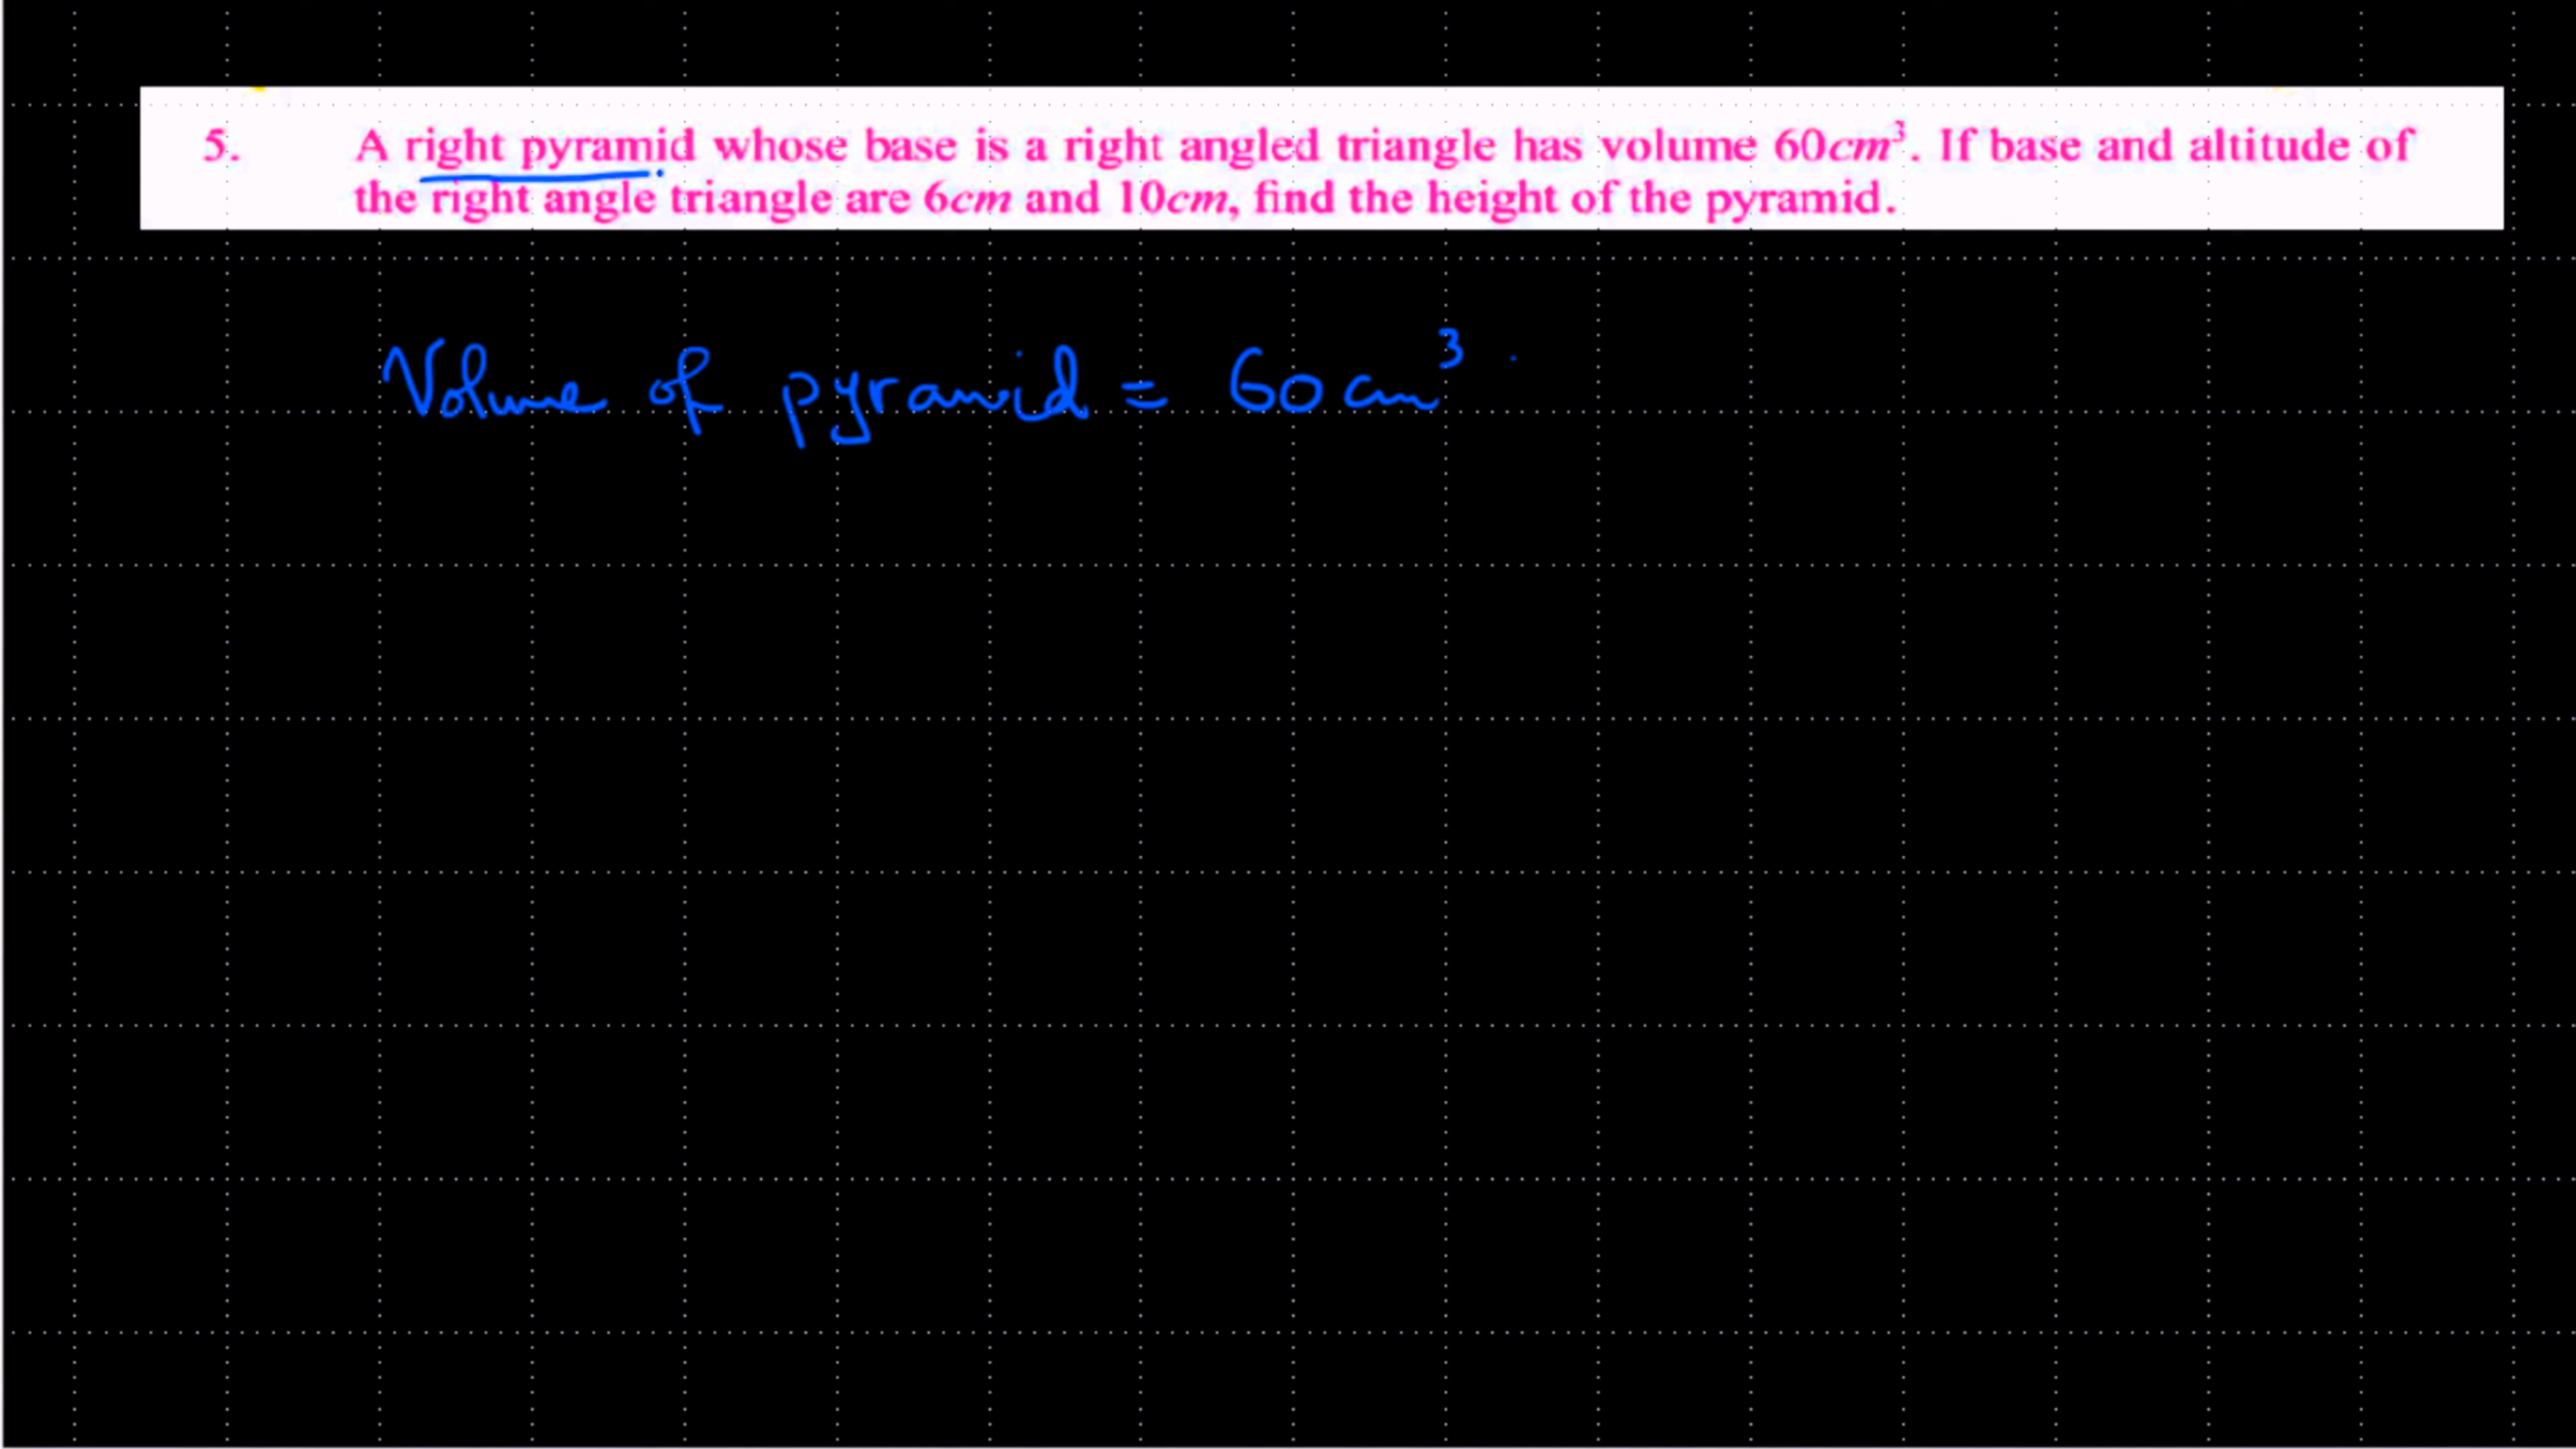 5. A right pyramid whose base is a right angled triangle has volume 60cm³. If base and altitude of
the right angle triangle are 6cm and 10cm, find the height of the pyramid.
Volume of pyramid = 60 cm³